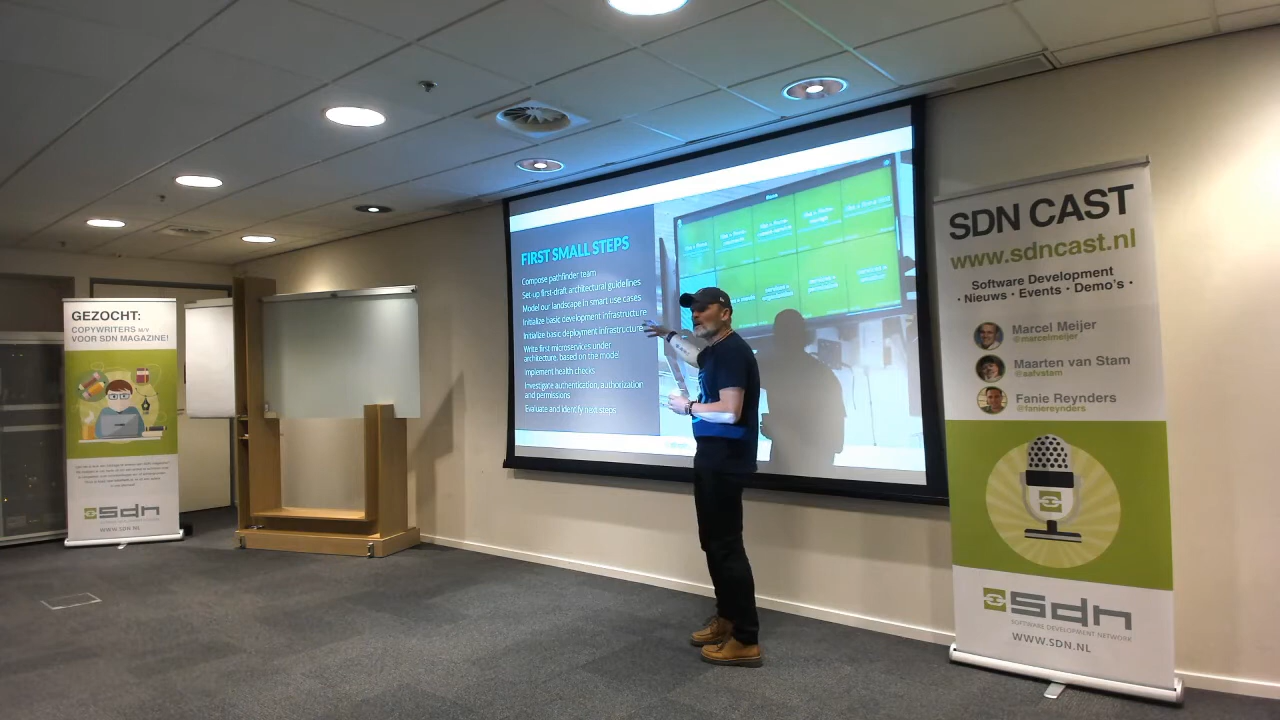 GEZOCHT:
COPYWRITERS M/V
VOOR SDN MAGAZINE!
sdn
WWW.SDN.NL
FIRST SMALL STEPS
Compose pathfinder team
Set up first-draft architectural guidelines
Model our landscape in smart use cases
Initialize basic development infrastructure
Initialize basic deployment infrastructure
Write first microservices under
architecture, based on the model
Implement health checks
Investigate authentication, authorization
and permissions
Evaluate and identify next steps
SDN CAST
www.sdncast.nl
Software Development
· Nieuws · Events · Demo's ·
Marcel Meijer
@marcelmeijer
Maarten van Stam
@aafvstam
Fanie Reynders
@faniereynders
sdn
SOFTWARE DEVELOPMENT NETWORK
WWW.SDN.NL